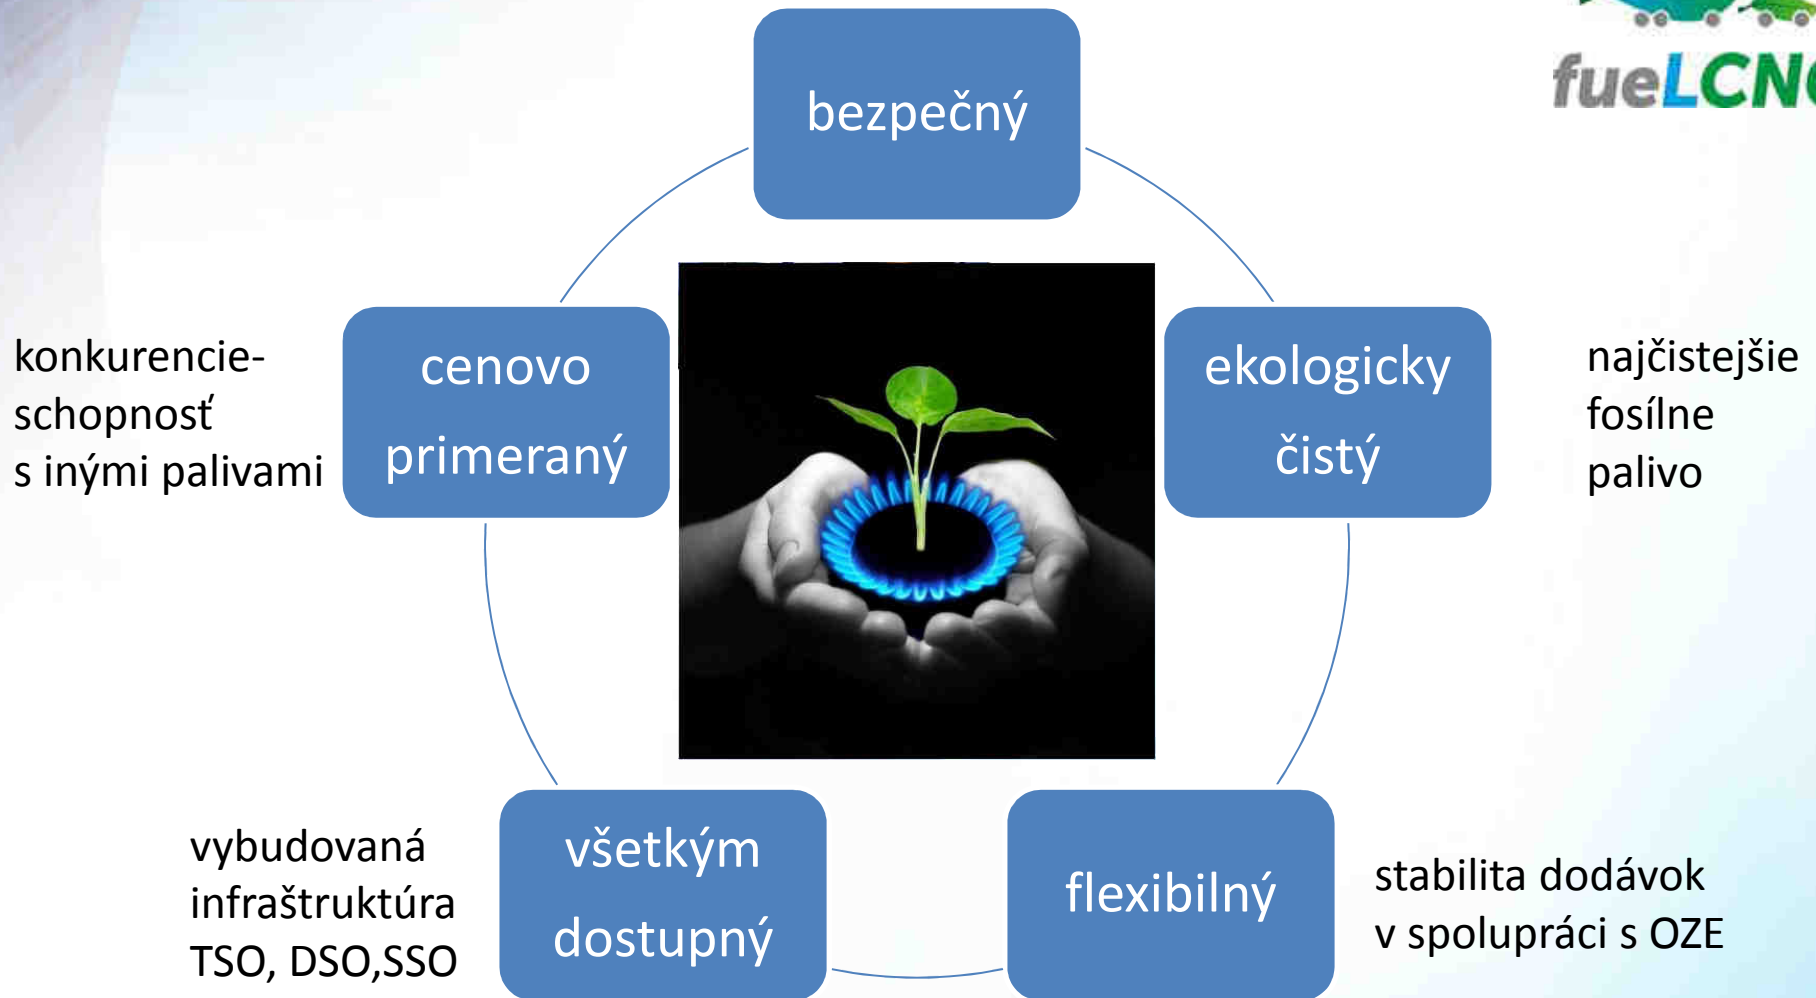 bezpečný
fueLCN
cenovo
primeraný
konkurencie-
schopnosť
s inými palivami
ekologicky
čistý
najčistejšie
fosílne
palivo
všetkým
dostupný
vybudovaná
infraštruktúra
TSO, DSO,SSO
flexibilný
stabilita dodávok
v spolupráci s OZE